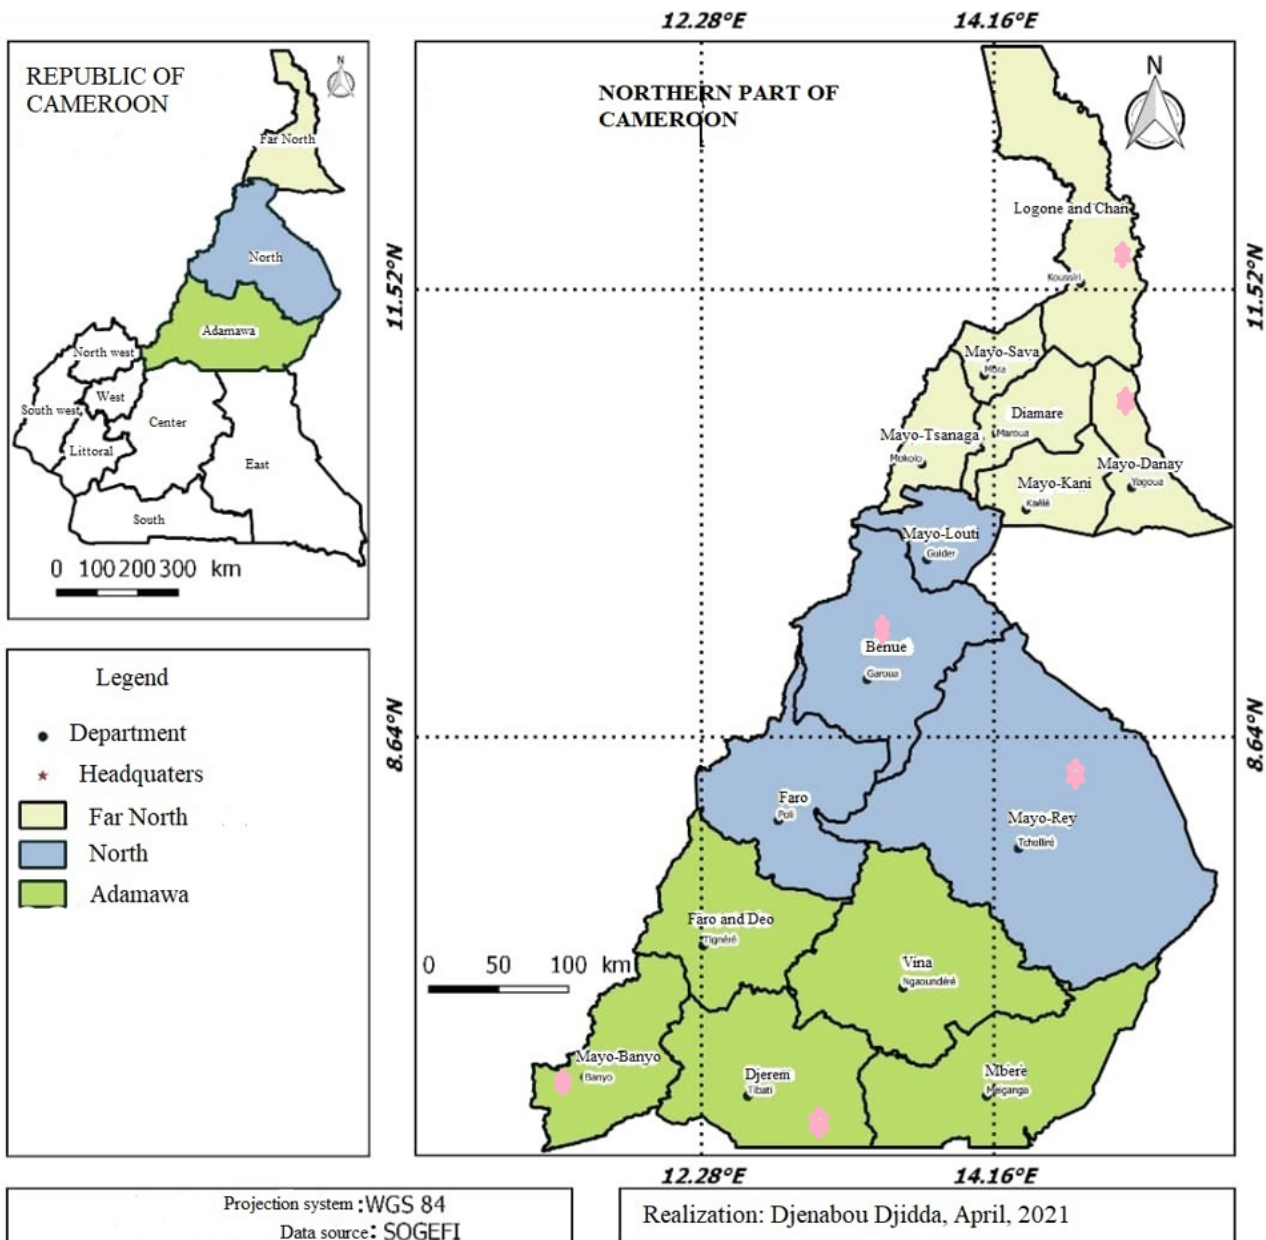 12.28°E 14.16°E
REPUBLIC OF
CAMEROON
N
Far North
North
Adamawa
North west
West
South west
Center
Littoral
East
South
0 100 200 300 km
Legend
Department
Headquaters
Far North
North
Adamawa
NORTHERN PART OF
CAMEROON
N
Logone and Chari
Koussiri
11.52°N 11.52°N
Mayo-Sava
Mora
Diamare
Maroua
Mayo-Tsanaga
Mokolo
Mayo-Danay
Yagoua
Mayo-Kani
Kaélé
Mayo-Louti
Guider
Benue
Garoua
8.64°N 8.64°N
Faro
Poli
Mayo-Rey
Tcholliré
Faro and Deo
Tignéré
0 50 100 km
Vina
Ngaoundéré
Mayo-Banyo
Banyo
Djerem
Tibati
Mbere
Meiganga
12.28°E 14.16°E
Projection system : WGS 84
Data source: SOGEFI
Realization: Djenabou Djidda, April, 2021